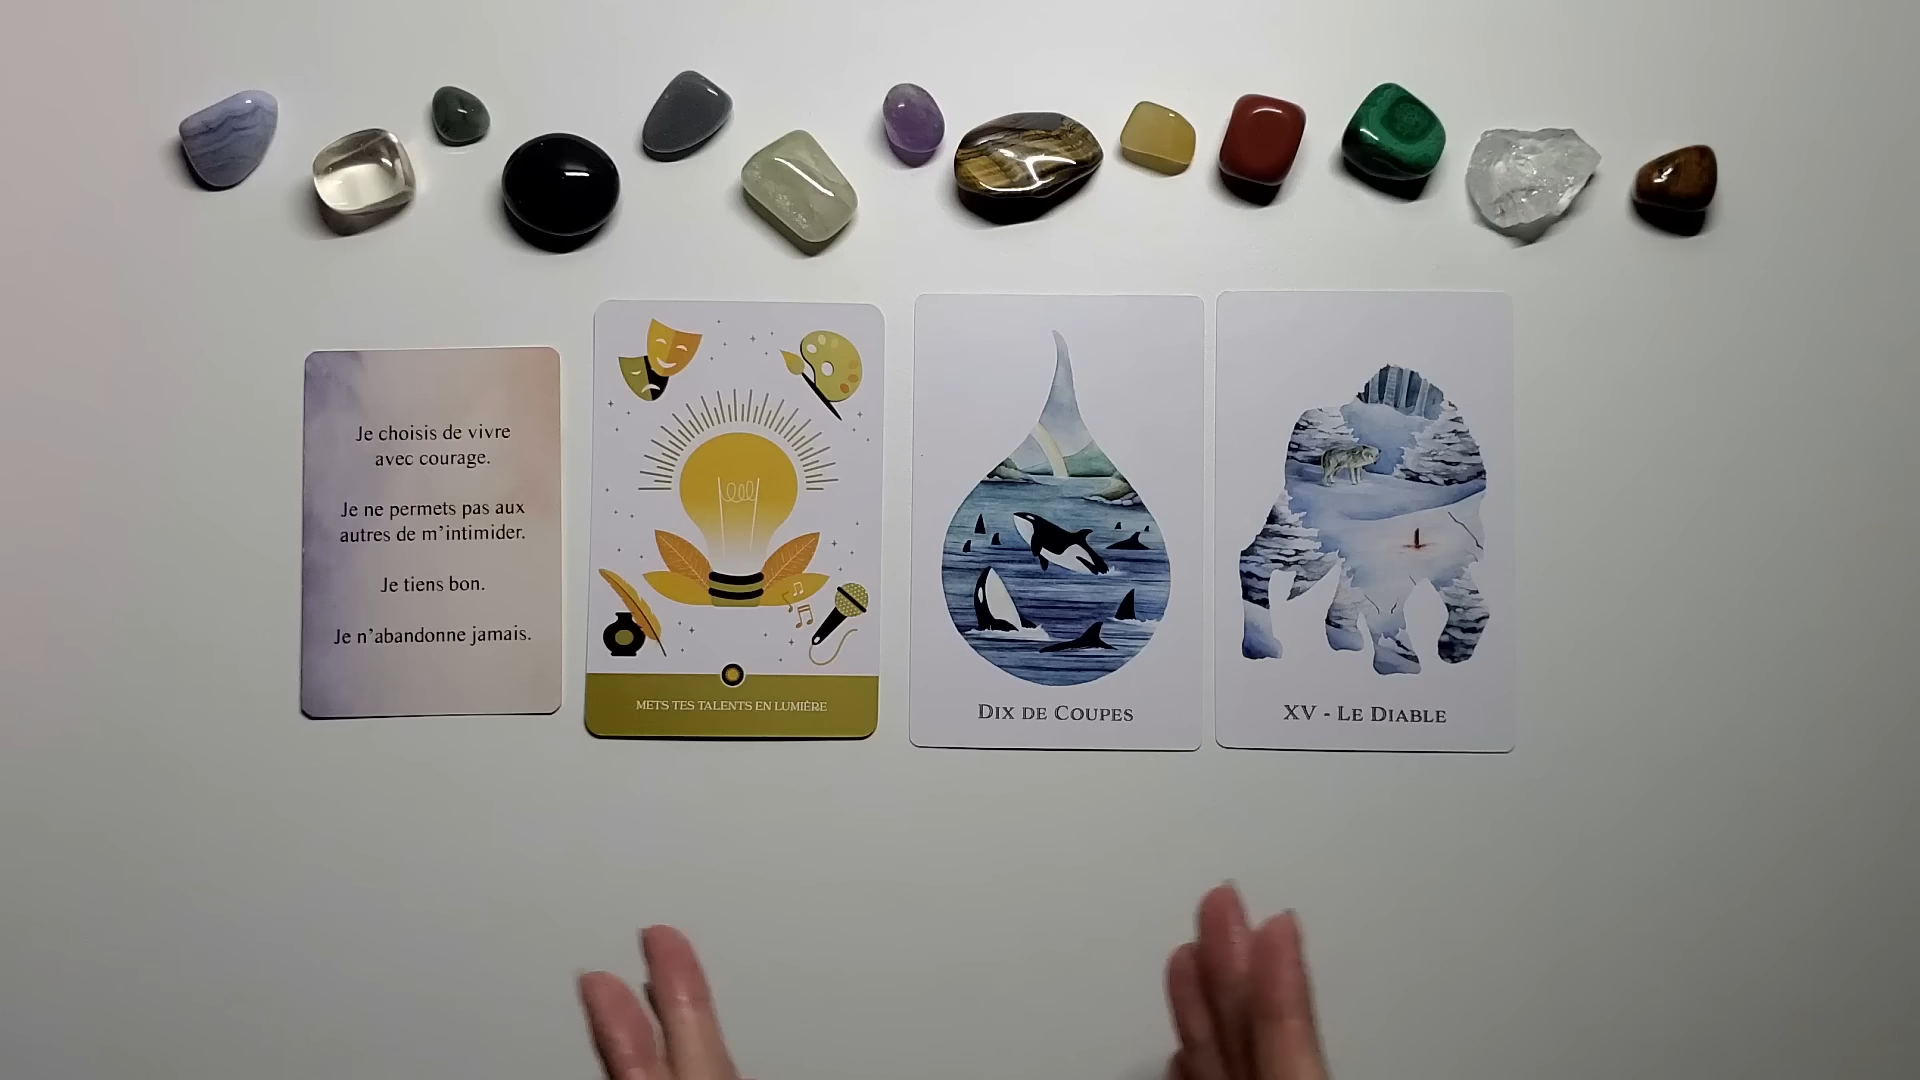 Je choisis de vivre
avec courage.
Je ne permets pas aux
autres de m'intimider.
Je tiens bon.
Je n'abandonne jamais.
METS TES TALENTS EN LUMIÈRE
DIX DE COUPES
XV - LE DIABLE